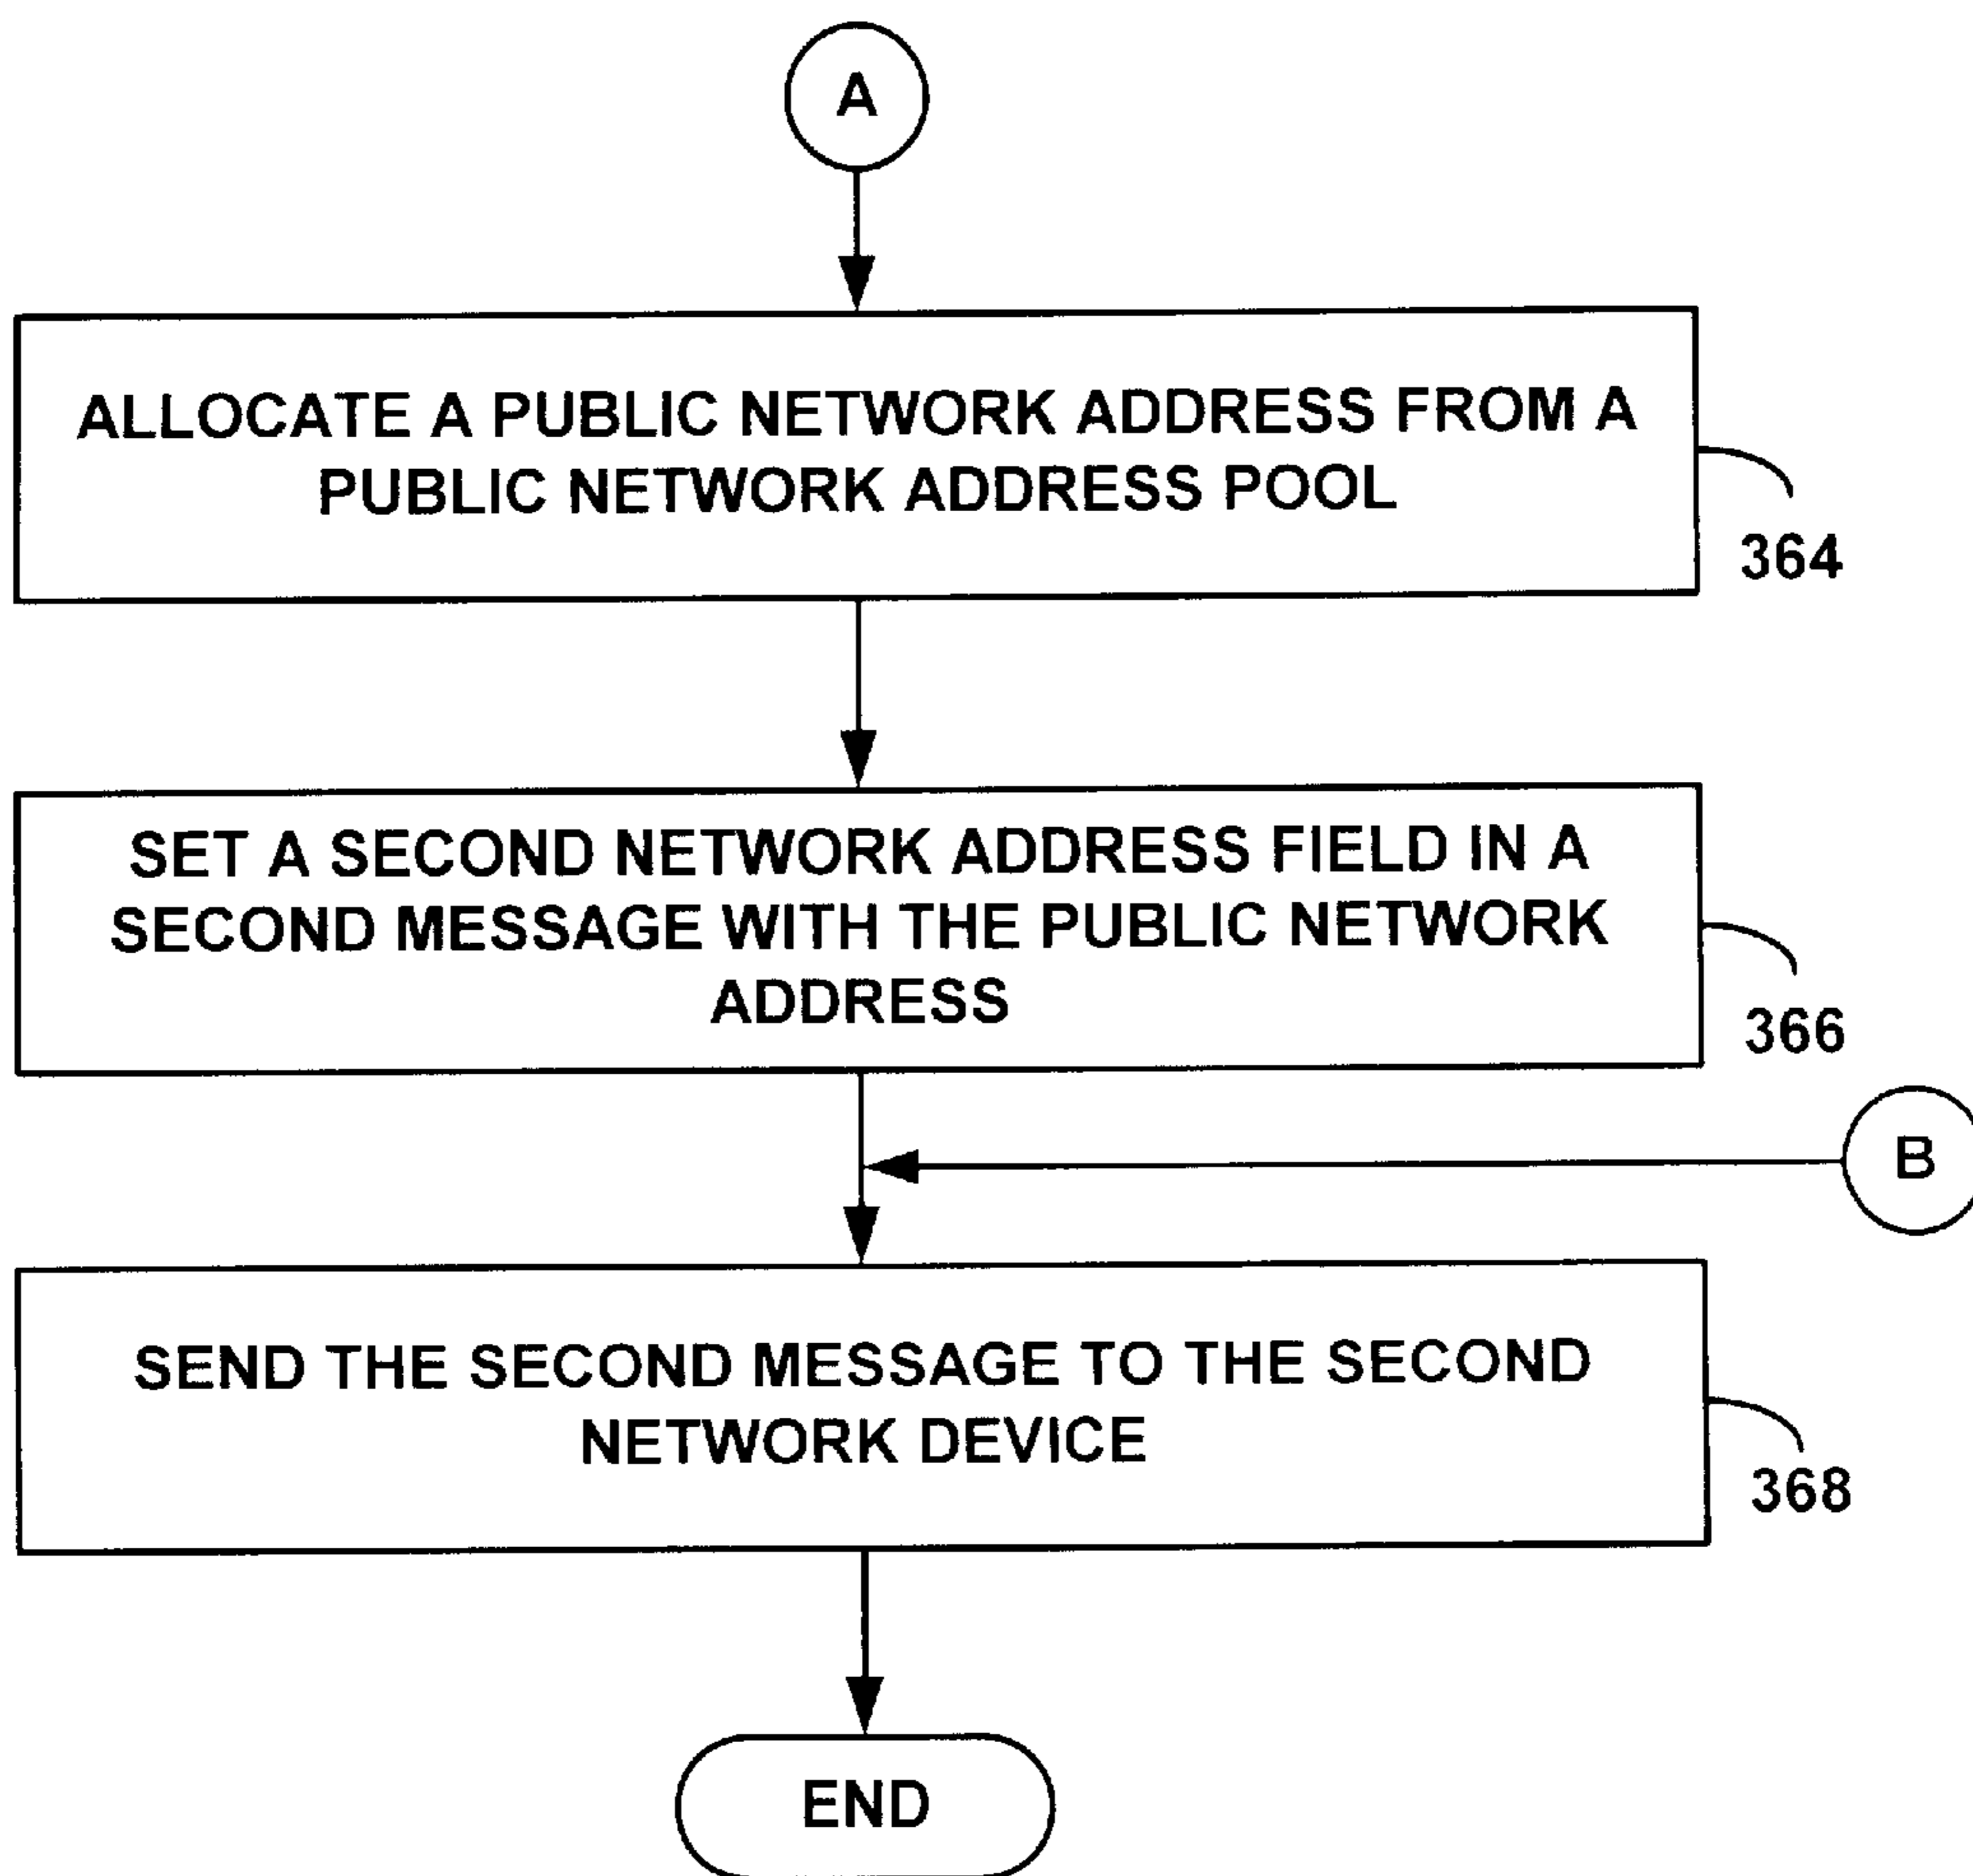 A
ALLOCATE A PUBLIC NETWORK ADDRESS FROM A
PUBLIC NETWORK ADDRESS POOL
364
SET A SECOND NETWORK ADDRESS FIELD IN A
SECOND MESSAGE WITH THE PUBLIC NETWORK
ADDRESS
366
B
SEND THE SECOND MESSAGE TO THE SECOND
NETWORK DEVICE
368
END